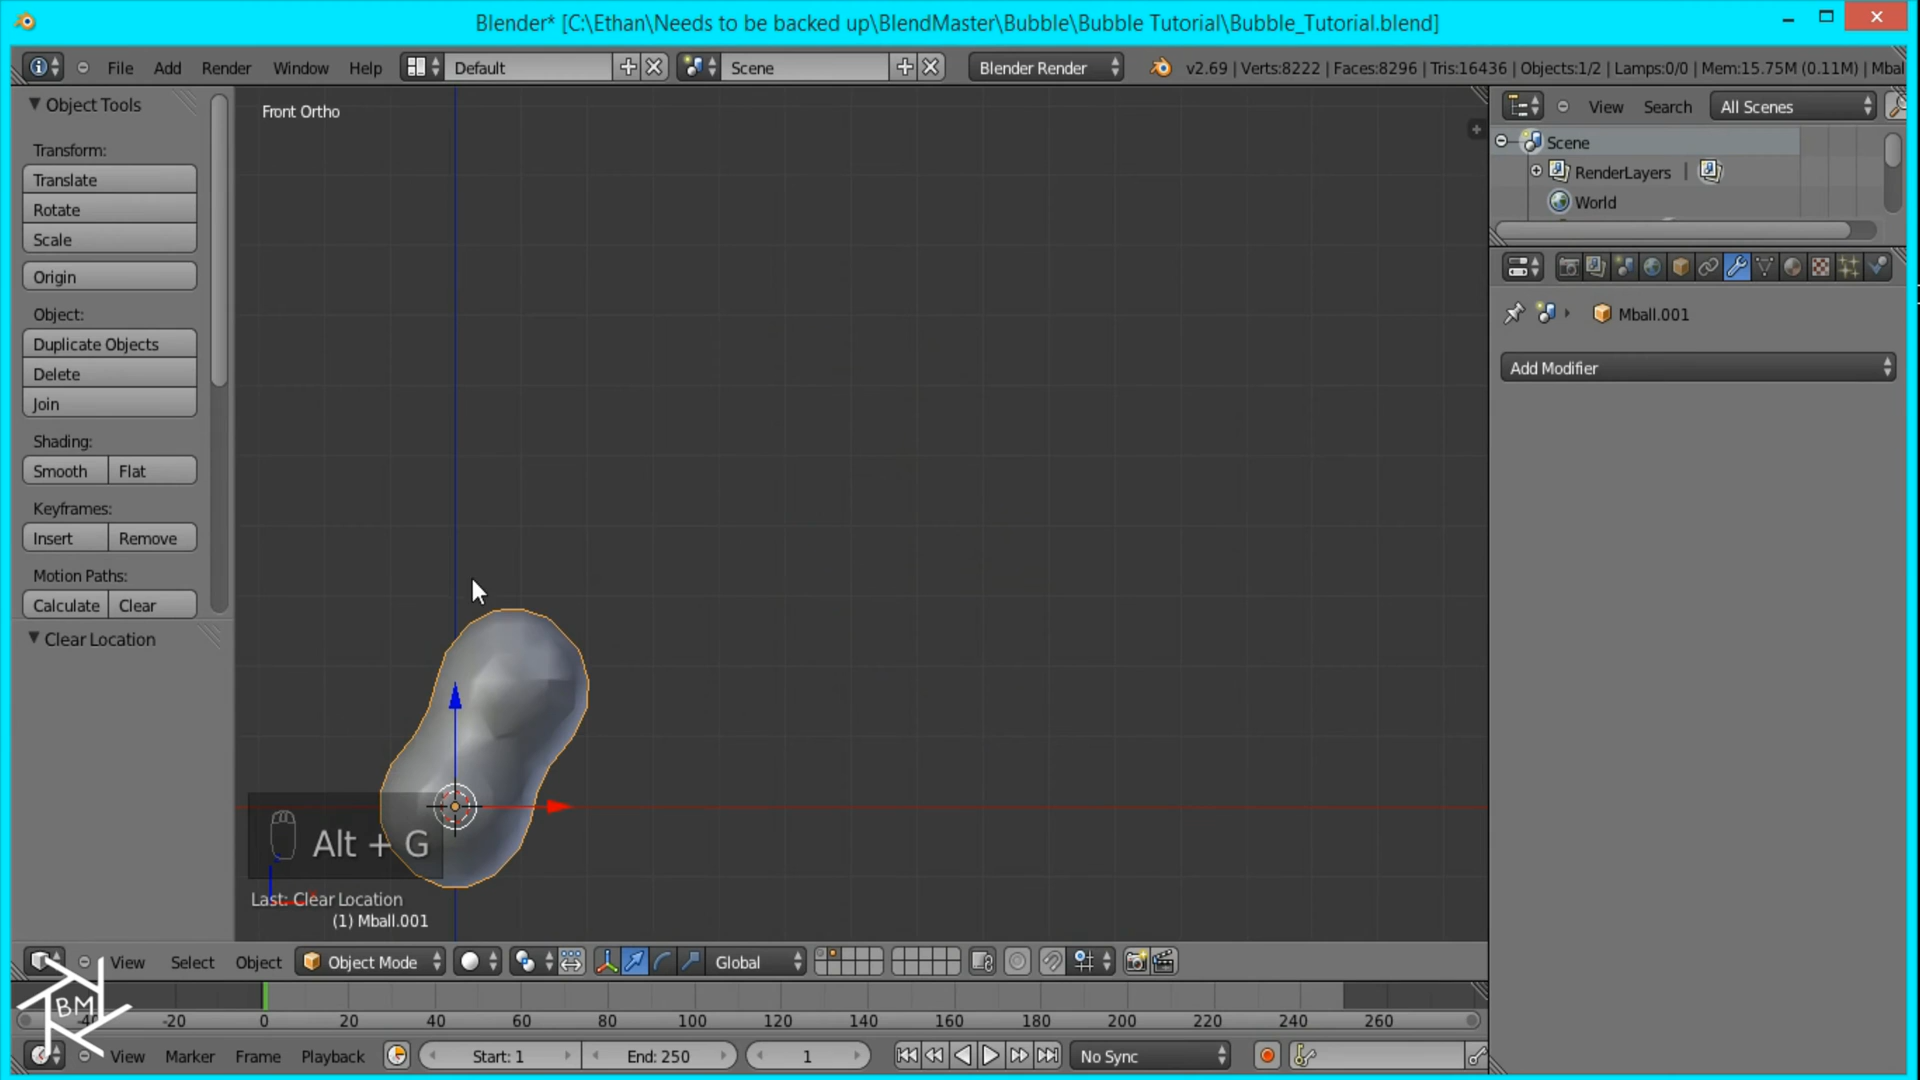 Blender* [C:\Ethan\Needs to be backed up\BlendMaster\Bubble\Bubble Tutorial\Bubble_Tutorial.blend]
File Add Render Window Help Default Scene Blender Render v2.69 | Verts:8222 | Faces:8296 | Tris:16436 | Objects:1/2 | Lamps:0/0 | Mem:15.75M (0.11M) | Mbal
Object Tools
Front Ortho
View Search All Scenes
Transform:
Scene
Translate
RenderLayers
Rotate
World
Scale
Origin
Object:
Mball.001
Duplicate Objects
Add Modifier
Delete
Join
Shading:
Smooth Flat
Keyframes:
Insert Remove
Motion Paths:
Calculate Clear
Clear Location
Alt + G
Last: Clear Location
(1) Mball.001
View Select Object Object Mode Global
BM
-40 -20 0 20 40 60 80 100 120 140 160 180 200 220 240 260
View Marker Frame Playback Start: 1 End: 250 1 No Sync